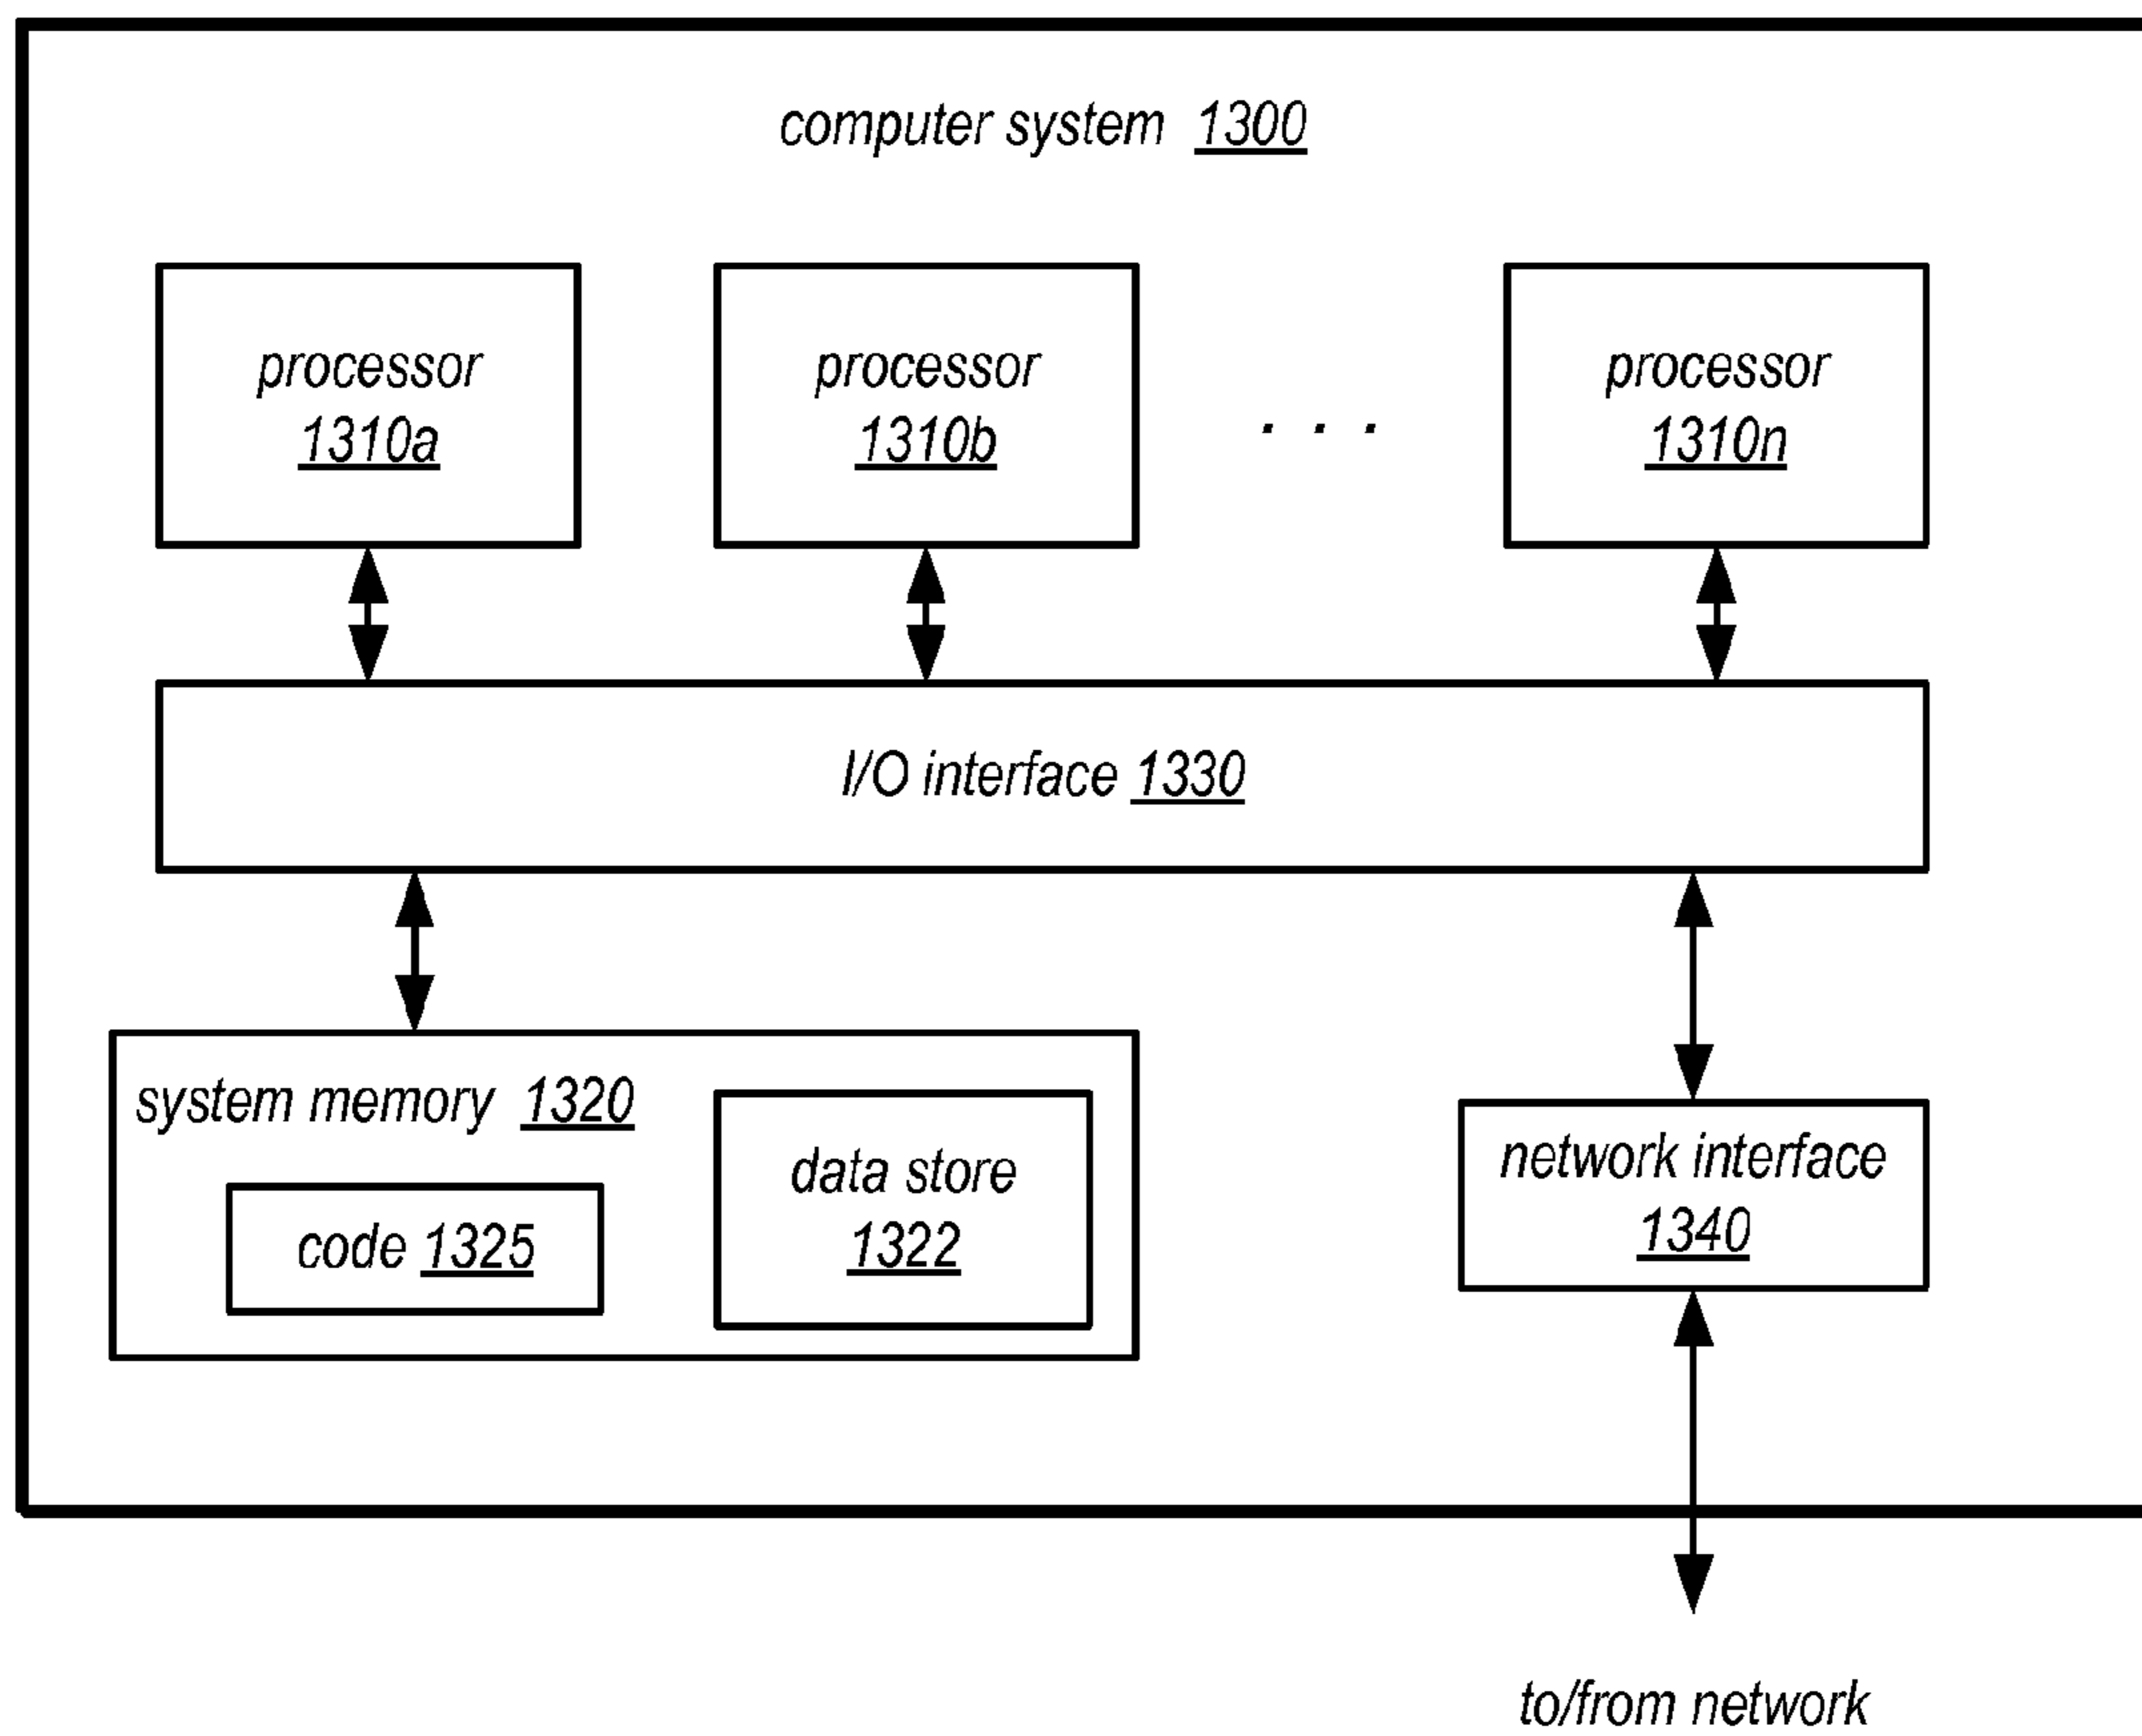 computer system 1300
processor
1310a
processor
1310b
. . .
processor
1310n
I/O interface 1330
system memory 1320
code 1325
data store
1322
network interface
1340
to/from network